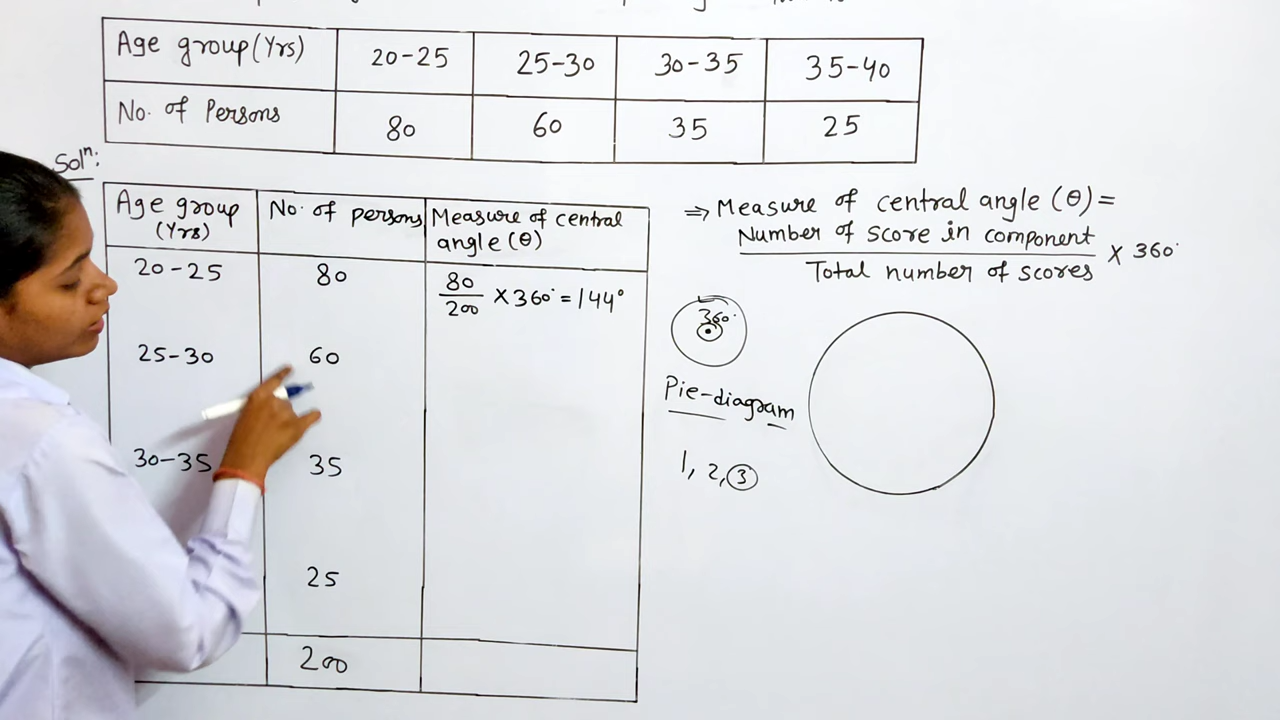 Age group (Yrs) 20-25 25-30 30-35 35-40
No. of Persons 80 60 35 25
Solⁿ:
Age group (Yrs) No. of persons Measure of central angle (θ)
20-25 80 80/200 × 360° = 144°
25-30 60
30-35 35
25
200
⇒ Measure of central angle (θ) =
Number of score in component / Total number of scores × 360°
360°
Pie-diagram
1, 2, 3